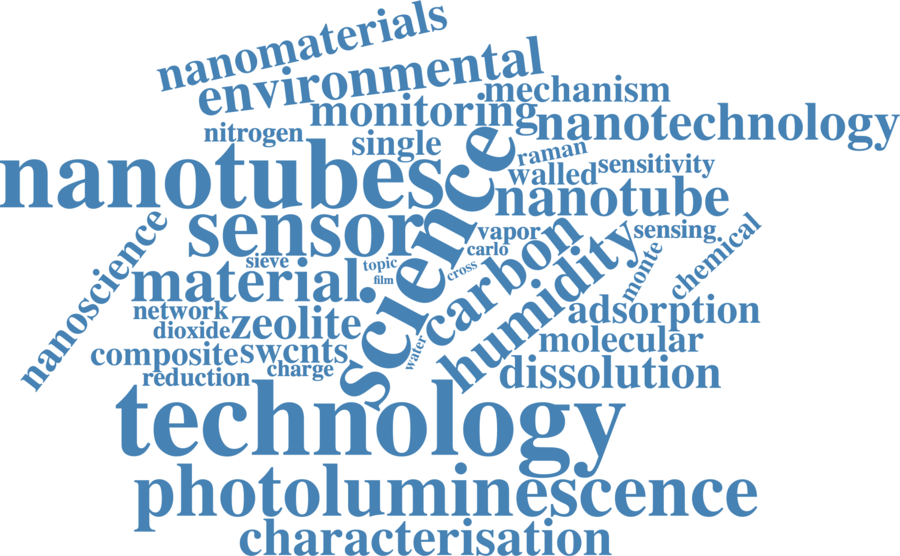 nanomaterials
environmental
mechanism
monitoring
nanotechnology
nitrogen
single
raman
sensitivity
walled
nanotubes
science
nanotube
sensor
vapor
sensing
carlo
carbon
humidity
chemical
nanoscience
sieve
topic
cross
film
monte
material
adsorption
network
dioxide
zeolite
molecular
composite
swcnts
water
charge
reduction
dissolution
technology
photoluminescence
characterisation